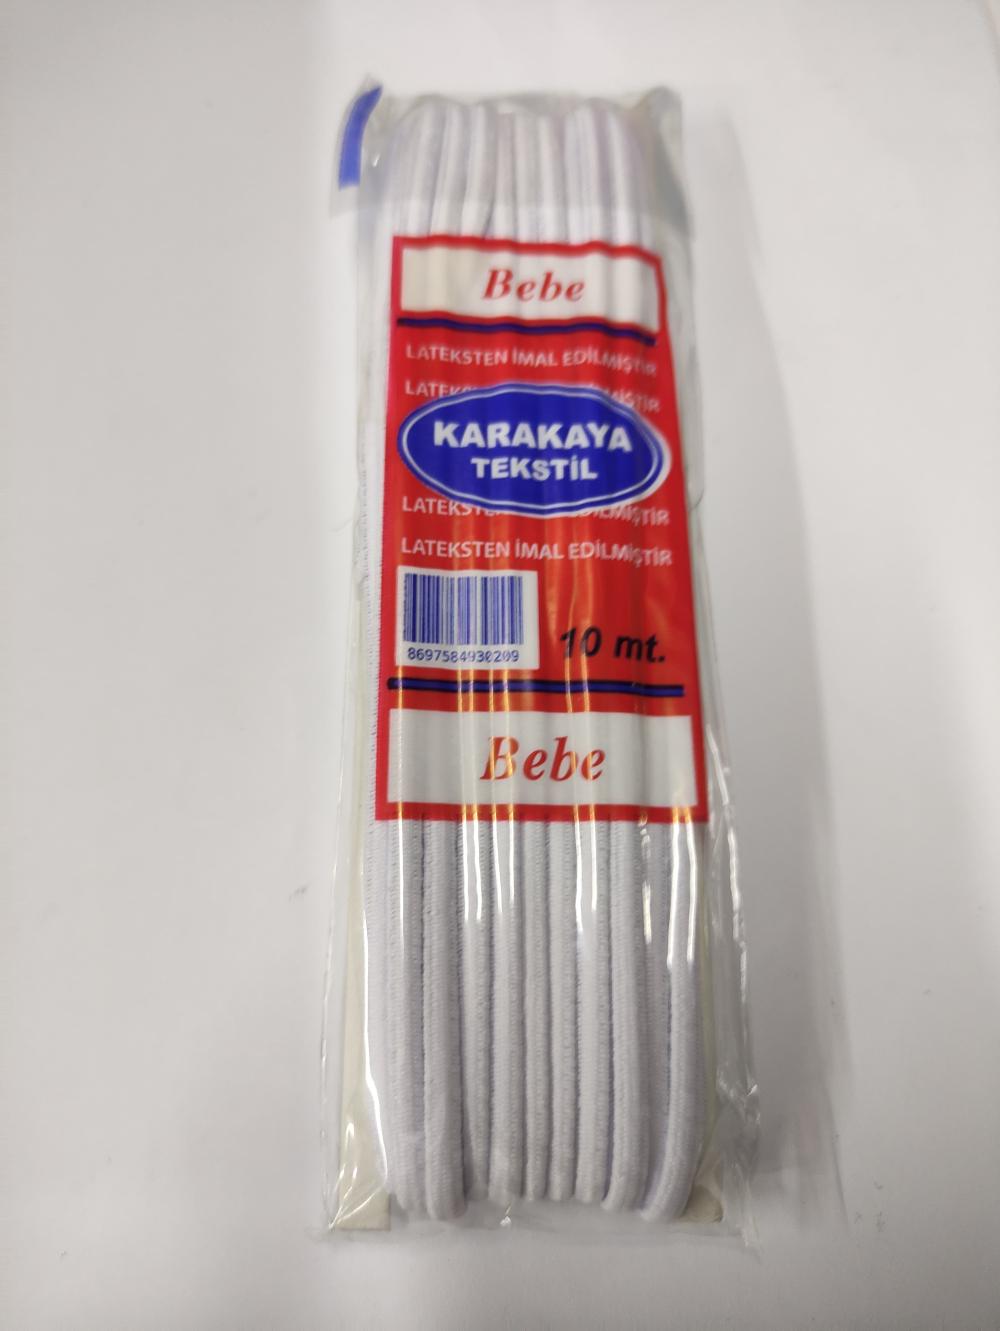 Bebe
LATEKSTEN İMAL EDİLMİŞTİR
KARAKAYA
TEKSTİL
LATEKSTEN İMAL EDİLMİŞTİR
8697584930209
10 mt.
Bebe